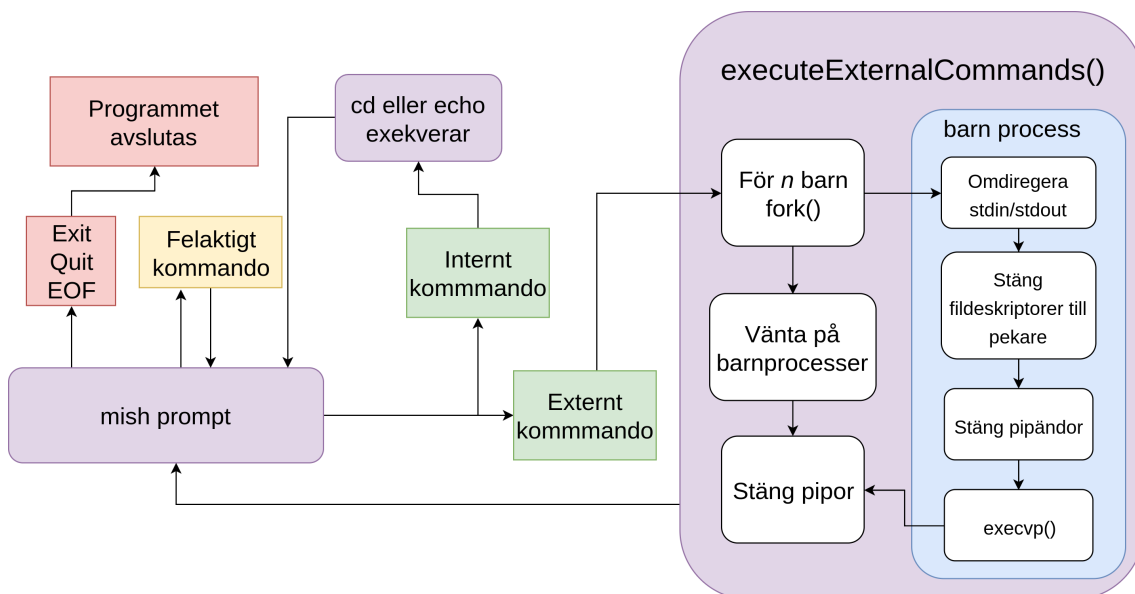 executeExternalCommands()
Programmet
avslutas
cd eller echo
exekverar
barn process
För n barn
fork()
Omdiregera
stdin/stdout
Exit
Quit
EOF
Felaktigt
kommando
Internt
kommmando
Stäng
fildeskriptorer till
pekare
Vänta på
barnprocesser
mish prompt
Externt
kommmando
Stäng pipändor
Stäng pipor
execvp()